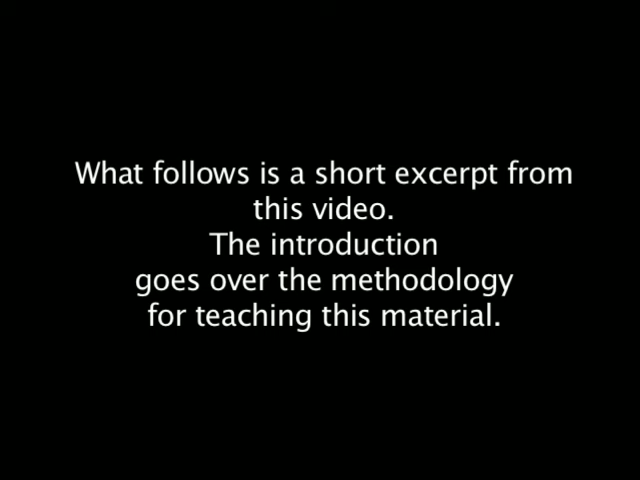 What follows is a short excerpt from
this video.
The introduction
goes over the methodology
for teaching this material.